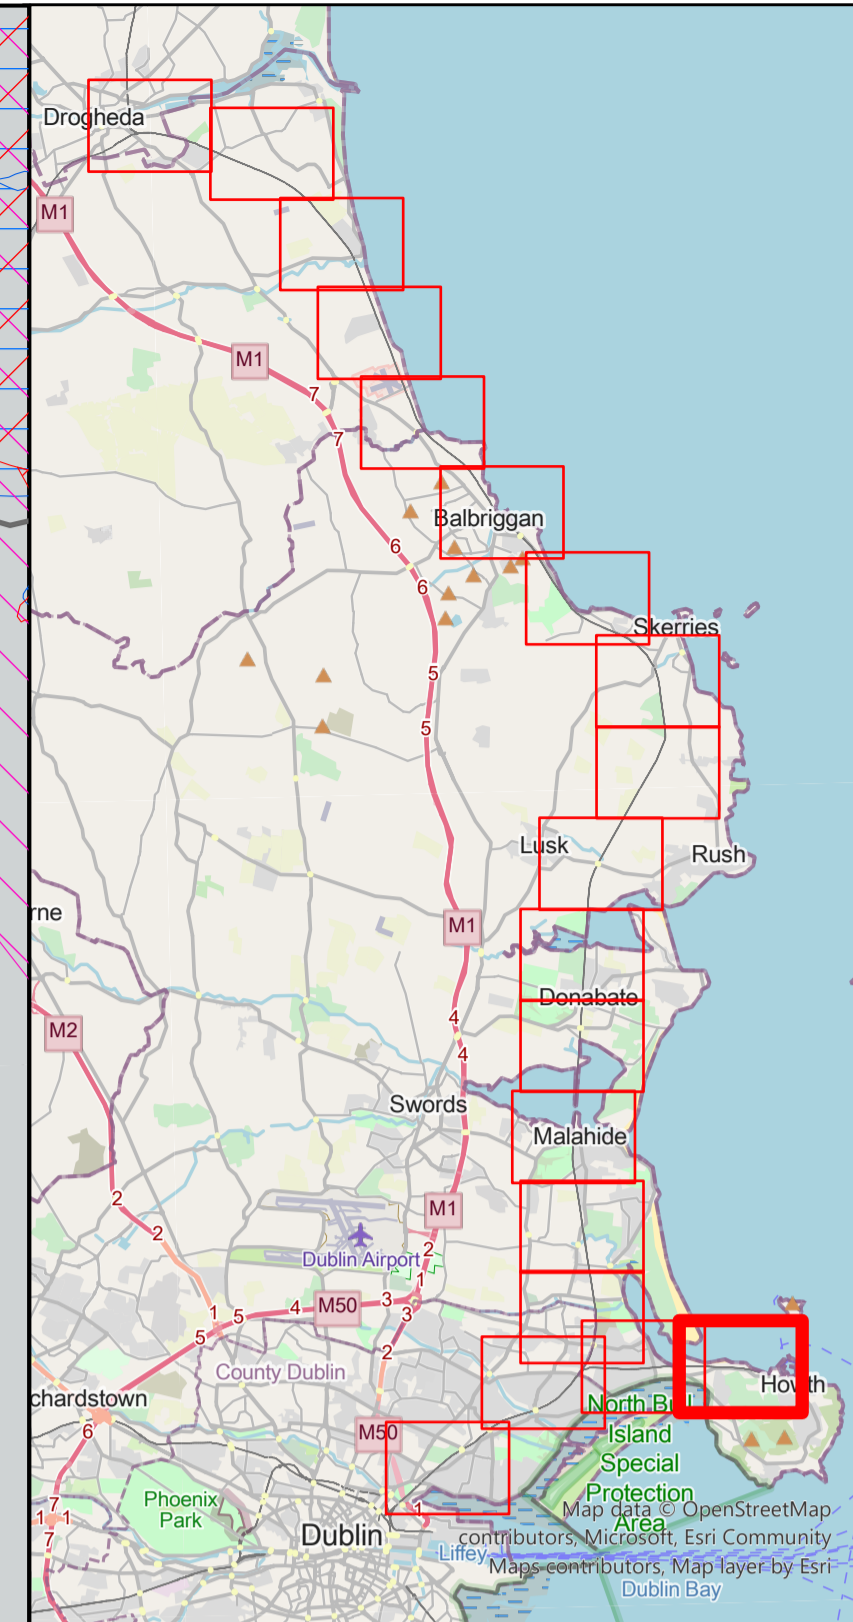 Drogheda
M1
M1
7
7
Balbriggan
6
6
Skerries
5
5
Lusk
Rush
rne
M1
Donabate
4
M2
4
Swords
Malahide
2
M1
2
2
Dublin Airport
1
M50
3
4
5
1
3
5
2
County Dublin
chardstown
Howth
North Bull
Island
Special
Protection
Area
6
M50
7
Phoenix
Park
1
1
1
7
Dublin
Liffey
Map data © OpenStreetMap
contributors, Microsoft, Esri Community
Maps contributors, Map layer by Esri
Dublin Bay